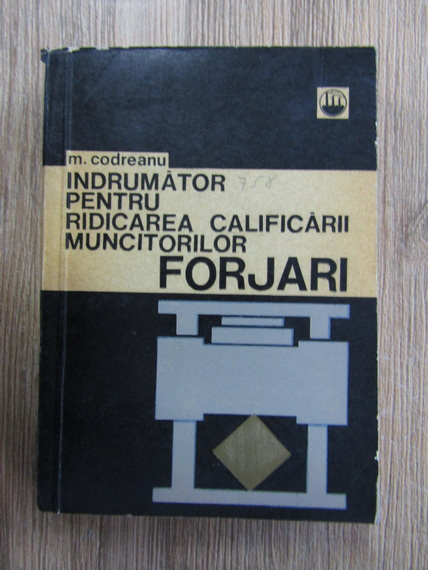 m. codreanu
INDRUMĂTOR 758
PENTRU
RIDICAREA CALIFICĂRII
MUNCITORILOR
FORJARI